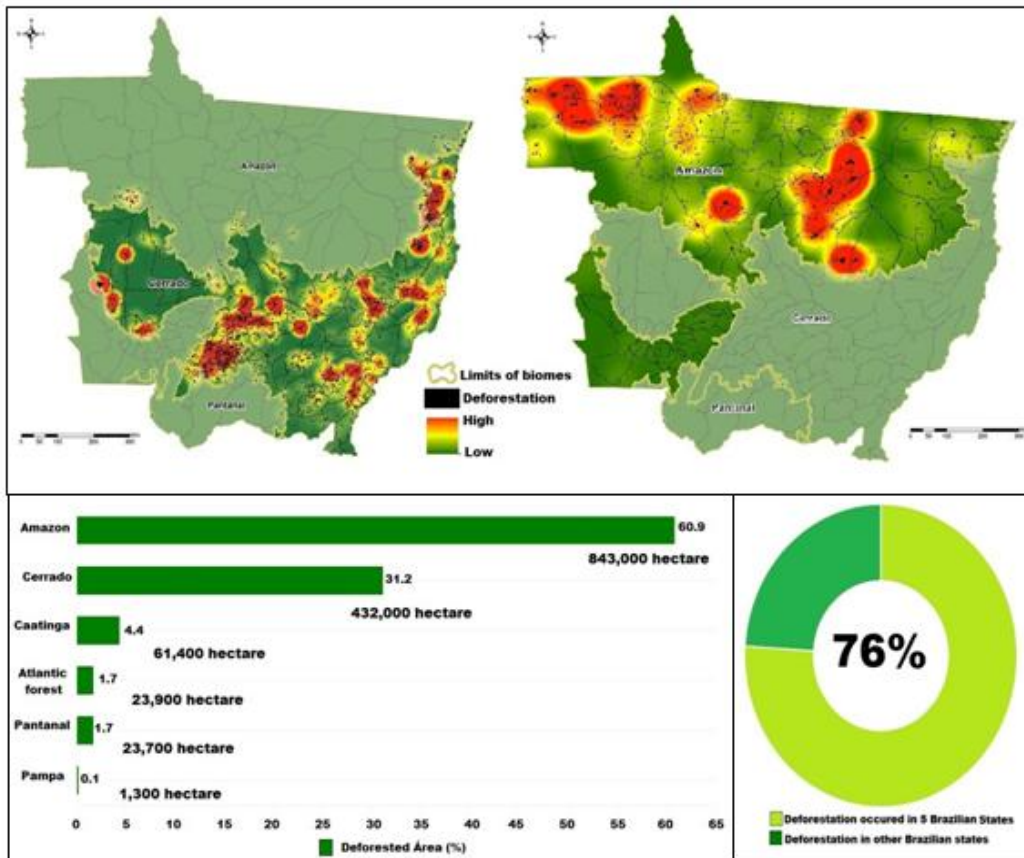 Amazon
Cerrado
Pantanal
Limits of biomes
Deforestation
High
Low
Amazon
Cerrado
Pantanal
Amazon
60.9
843,000 hectare
Cerrado
31.2
432,000 hectare
Caatinga
4.4
61,400 hectare
Atlantic
forest
1.7
23,900 hectare
Pantanal
1.7
23,700 hectare
Pampa
0.1
1,300 hectare
0 5 10 15 20 25 30 35 40 45 50 55 60 65
Deforested Área (%)
76%
Deforestation occured in 5 Brazilian States
Deforestation in other Brazilian states